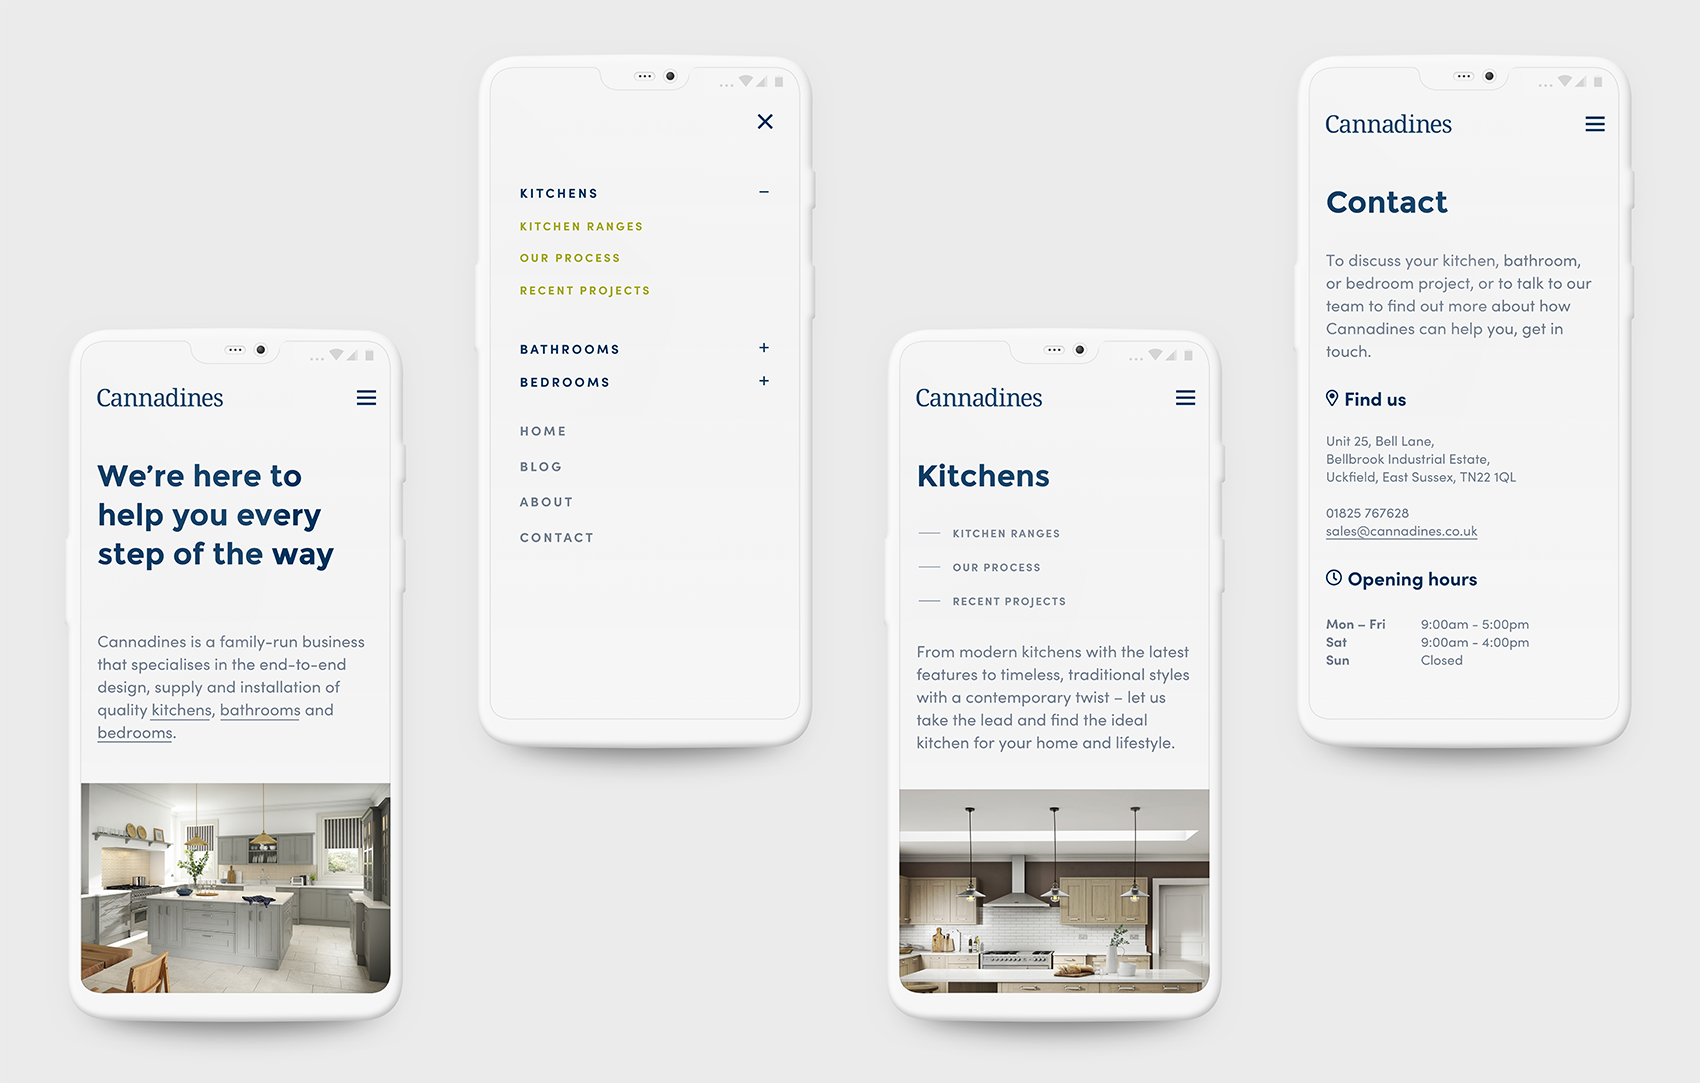 Cannadines
We're here to
help you every
step of the way
Cannadines is a family-run business
that specialises in the end-to-end
design, supply and installation of
quality kitchens, bathrooms and
bedrooms.
KITCHENS
KITCHEN RANGES
OUR PROCESS
RECENT PROJECTS
BATHROOMS
BEDROOMS
HOME
BLOG
ABOUT
CONTACT
Cannadines
Kitchens
KITCHEN RANGES
OUR PROCESS
RECENT PROJECTS
From modern kitchens with the latest
features to timeless, traditional styles
with a contemporary twist – let us
take the lead and find the ideal
kitchen for your home and lifestyle.
Cannadines
Contact
To discuss your kitchen, bathroom,
or bedroom project, or to talk to our
team to find out more about how
Cannadines can help you, get in
touch.
Find us
Unit 25, Bell Lane,
Bellbrook Industrial Estate,
Uckfield, East Sussex, TN22 1QL
01825 767628
sales@cannadines.co.uk
Opening hours
Mon – Fri 9:00am - 5:00pm
Sat 9:00am - 4:00pm
Sun Closed